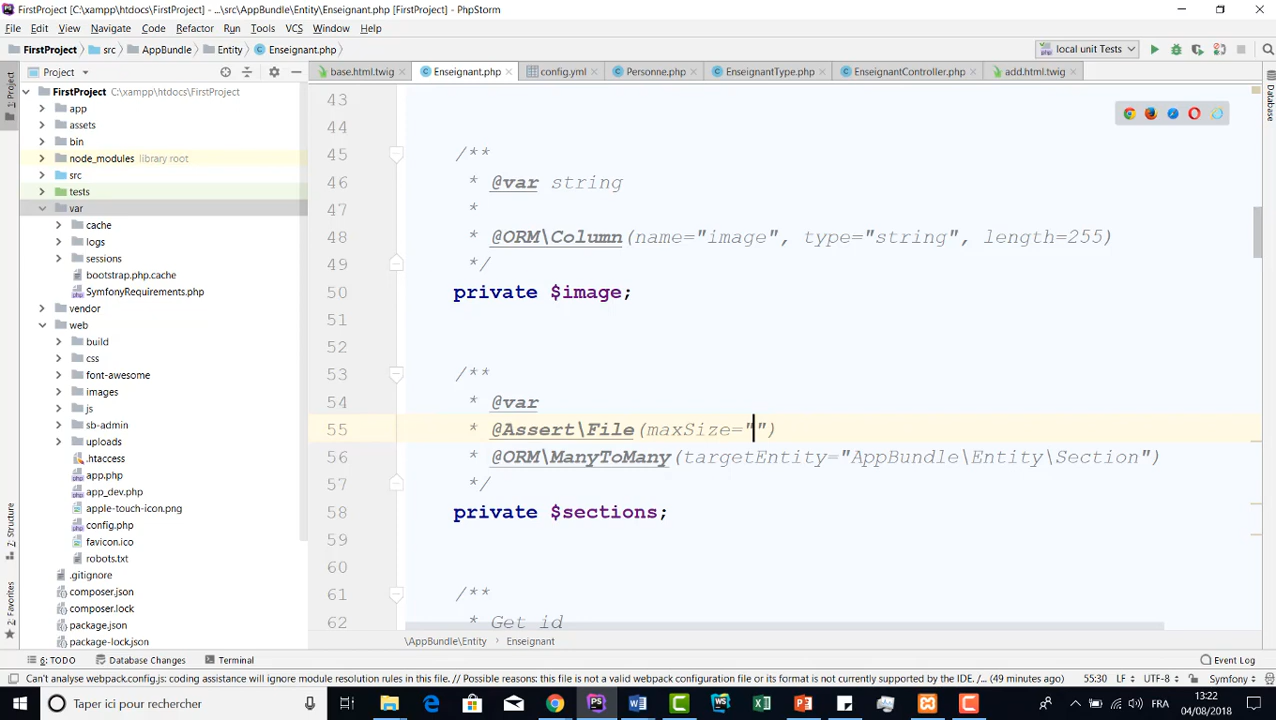 FirstProject [C:\xampp\htdocs\FirstProject] - ...\src\AppBundle\Entity\Enseignant.php [FirstProject] - PhpStorm
File Edit View Navigate Code Refactor Run Tools VCS Window Help
FirstProject src AppBundle Entity Enseignant.php local unit Tests
Project base.html.twig Enseignant.php config.yml Personne.php EnseignantType.php EnseignantController.php add.html.twig
1: Project
7: Structure
2: Favorites
Database
FirstProject C:\xampp\htdocs\FirstProject
app
assets
bin
node_modules library root
src
tests
var
cache
logs
sessions
bootstrap.php.cache
SymfonyRequirements.php
vendor
web
build
css
font-awesome
images
js
sb-admin
uploads
.htaccess
app.php
app_dev.php
apple-touch-icon.png
config.php
favicon.ico
robots.txt
.gitignore
composer.json
composer.lock
package.json
package-lock.json
43
44
45 /**
46 * @var string
47 *
48 * @ORM\Column(name="image", type="string", length=255)
49 */
50 private $image;
51
52
53 /**
54 * @var
55 * @Assert\File(maxSize="")
56 * @ORM\ManyToMany(targetEntity="AppBundle\Entity\Section")
57 */
58 private $sections;
59
60
61 /**
62 * Get id
\AppBundle\Entity Enseignant
6: TODO Database Changes Terminal Event Log
Can't analyse webpack.config.js: coding assistance will ignore module resolution rules in this file. // Possible reasons: this file is not a valid webpack configuration file or its format is not currently supported by the IDE. /... (49 minutes ago) 55:30 LF UTF-8 Symfony
Taper ici pour rechercher FRA 13:22
04/08/2018